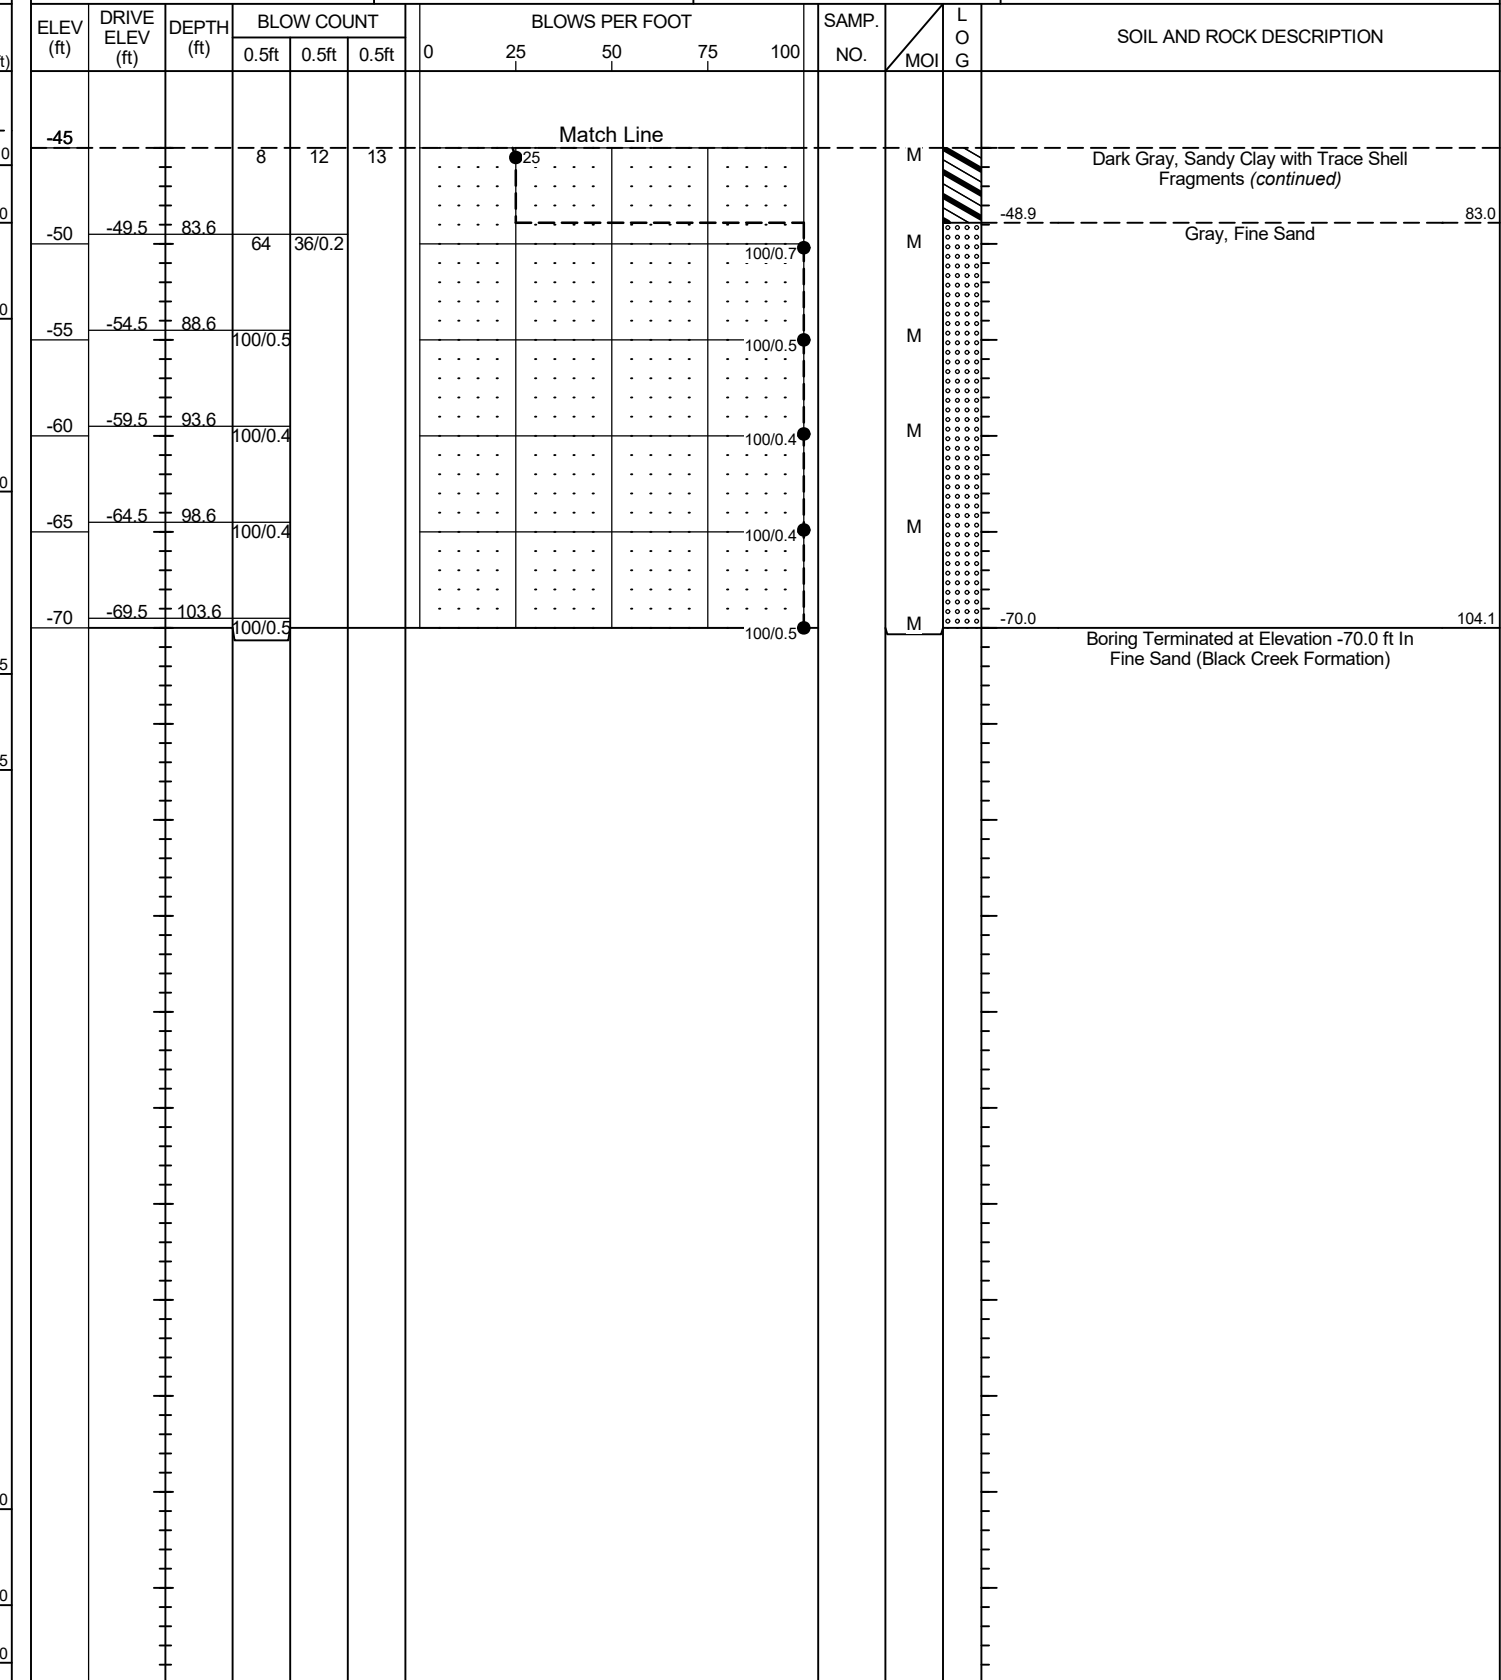 ELEV (ft) DRIVE ELEV (ft) DEPTH (ft) BLOW COUNT BLOWS PER FOOT SAMP. NO. MOI L O G SOIL AND ROCK DESCRIPTION
0.5ft 0.5ft 0.5ft 0 25 50 75 100
-45 Match Line
8 12 13 25 M Dark Gray, Sandy Clay with Trace Shell
Fragments (continued)
-48.9 83.0
-50 -49.5 83.6 64 36/0.2 100/0.7 M Gray, Fine Sand
-55 -54.5 88.6 100/0.5 100/0.5 M
-60 -59.5 93.6 100/0.4 100/0.4 M
-65 -64.5 98.6 100/0.4 100/0.4 M
-70 -69.5 103.6 100/0.5 100/0.5 M -70.0 104.1
Boring Terminated at Elevation -70.0 ft In
Fine Sand (Black Creek Formation)